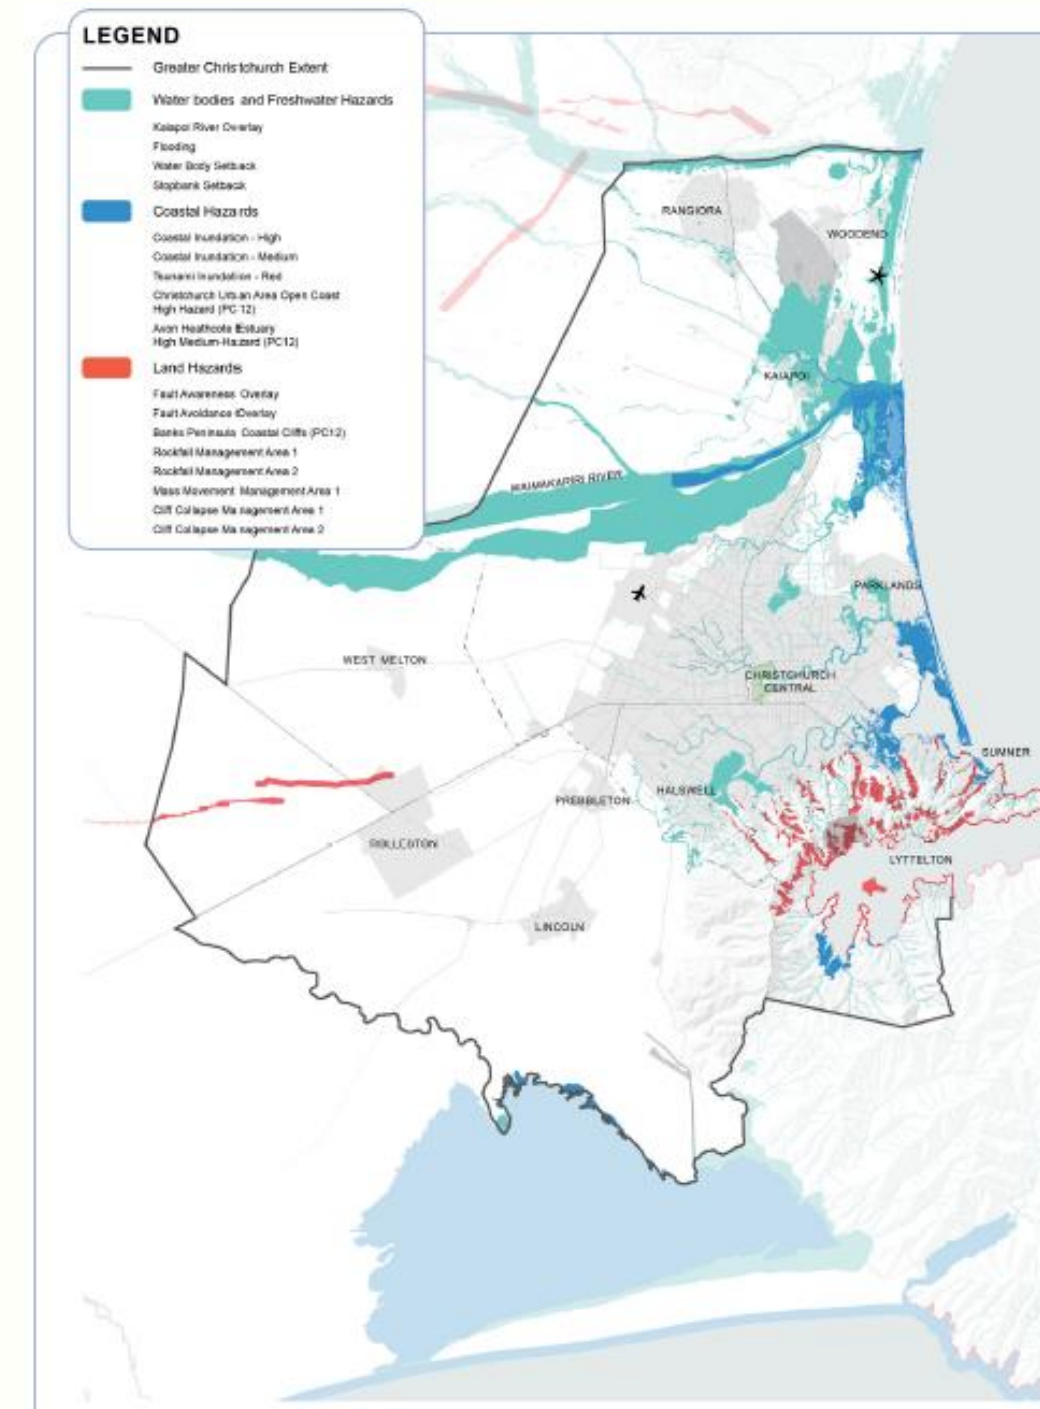 LEGEND
Greater Christchurch Extent
Water bodies and Freshwater Hazards
Kaiapoi River Overlay
Flooding
Water Body Setback
Stopbank Setback
Coastal Hazards
Coastal Inundation - High
Coastal Inundation - Medium
Tsunami Inundation - Red
Christchurch Urban Area Open Coast
High Hazard (PC 12)
Avon Heathcote Estuary
High Medium-Hazard (PC12)
Land Hazards
Fault Awareness Overlay
Fault Avoidance Overlay
Banks Peninsula Coastal Cliffs (PC12)
Rockfall Management Area 1
Rockfall Management Area 2
Mass Movement Management Area 1
Cliff Collapse Management Area 1
Cliff Collapse Management Area 2
RANGIORA
WOODEND
KAIAPOI
WAIMAKARIRI RIVER
PARKLANDS
WEST MELTON
CHRISTCHURCH
CENTRAL
SUMNER
HALSWELL
PREBBLETON
ROLLESTON
LYTTELTON
LINCOLN